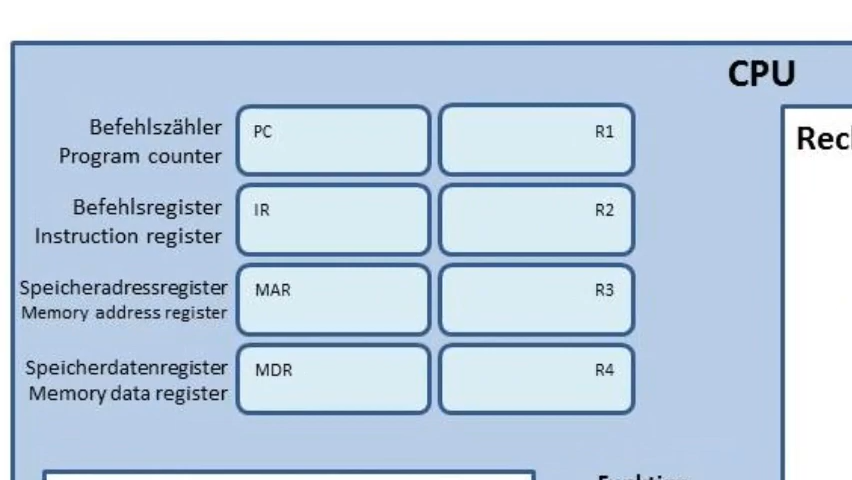 CPU
Befehlszähler
Program counter
PC
R1
Befehlsregister
Instruction register
IR
R2
Speicheradressregister
Memory address register
MAR
R3
Speicherdatenregister
Memory data register
MDR
R4